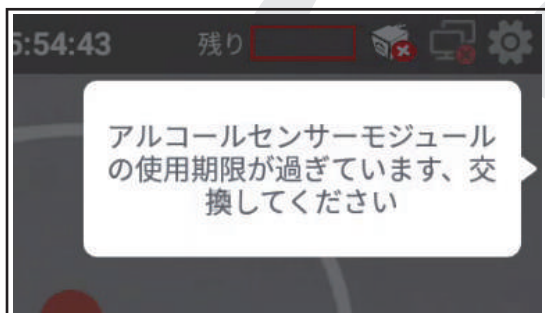 5:54:43 残り
アルコールセンサーモジュール
の使用期限が過ぎています、交
換してください